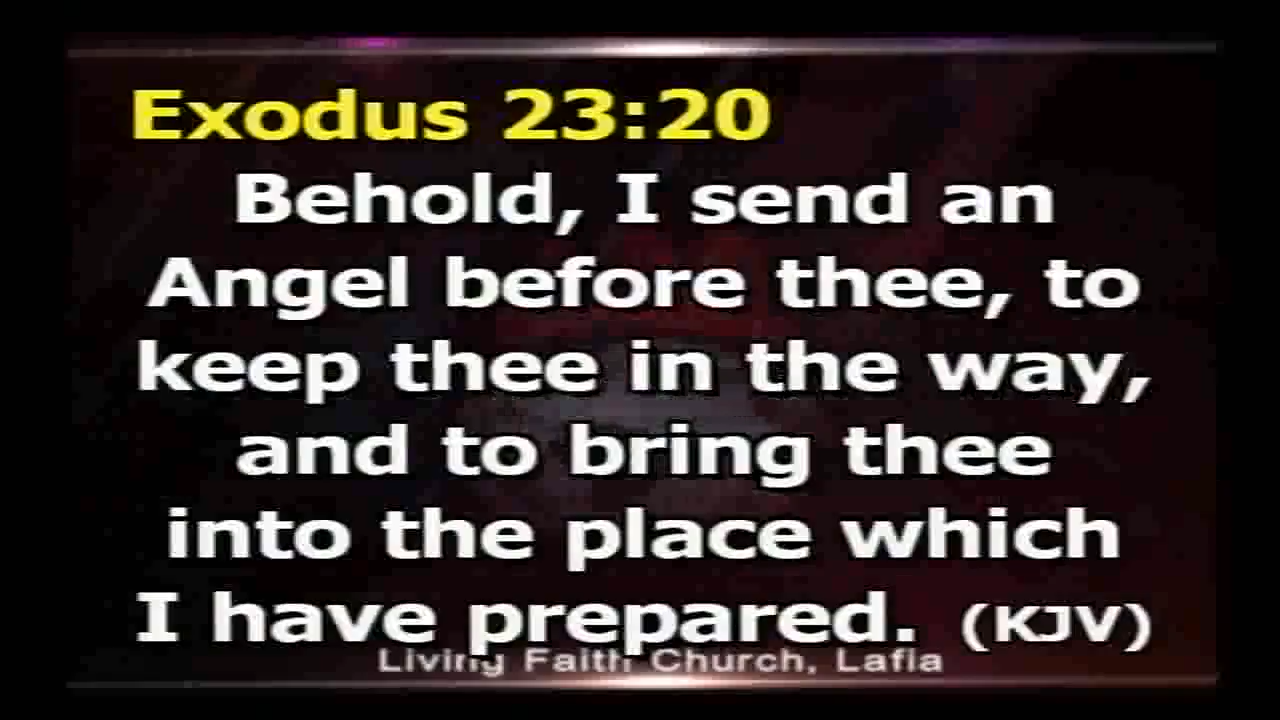 Exodus 23:20
Behold, I send an
Angel before thee, to
keep thee in the way,
and to bring thee
into the place which
I have prepared. (KJV)
Living Faith Church, Lafia